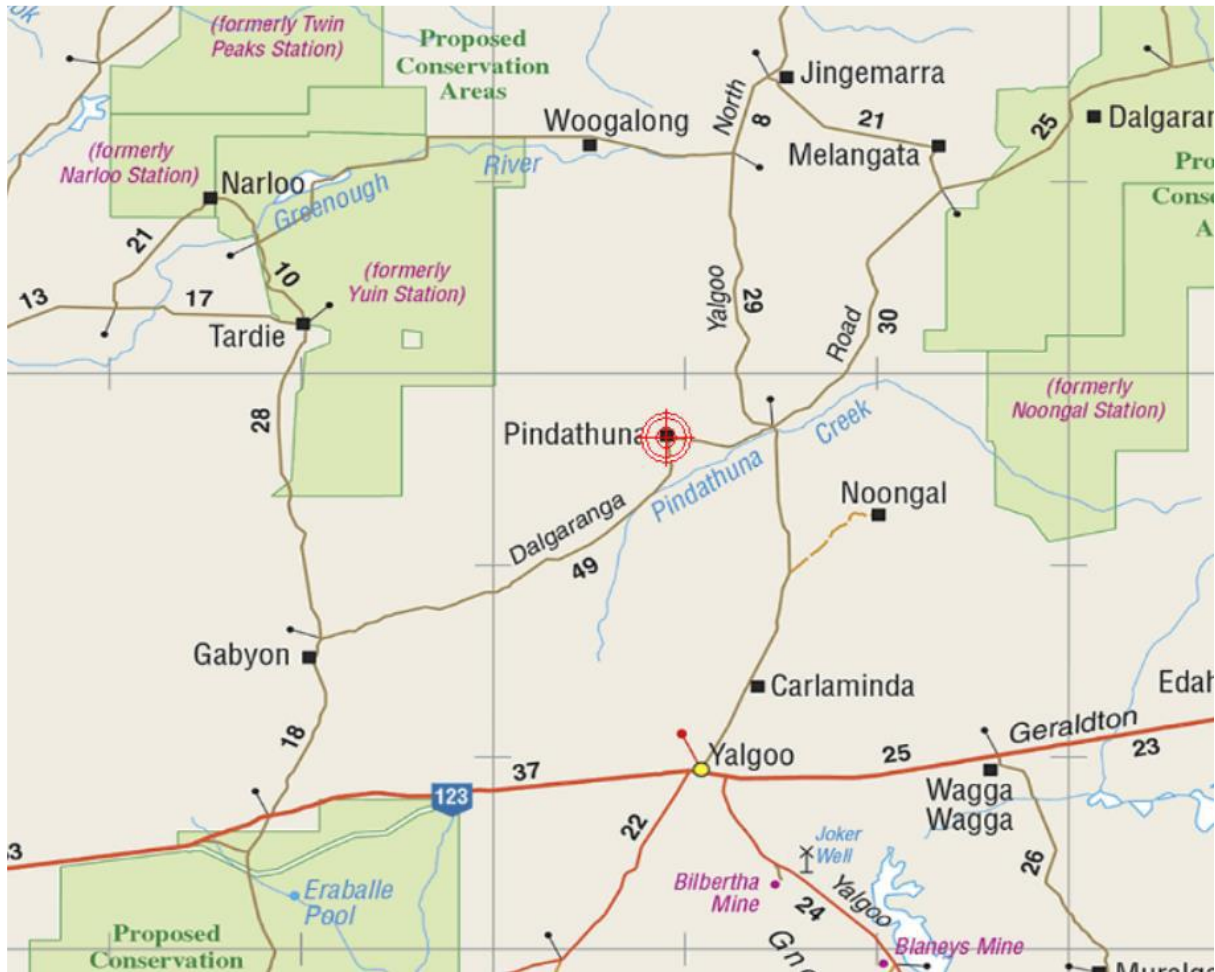 (formerly Twin
Peaks Station)
Proposed
Conservation
Areas
Jingemarra
North
8
21
25
Woogalong
Melangata
(formerly
Narloo Station)
Narloo
River
Greenough
21
10
(formerly
Yuin Station)
13
17
Tardie
Yalgoo
29
Road
30
28
(formerly
Noongal Station)
Pindathuna
Creek
Pindathuna
Noongal
Dalgaranga
49
Gabyon
Carlaminda
18
Geraldton
Yalgoo
37
25
23
123
Wagga
Wagga
22
26
Joker
Well
Bilbertha
Mine
24
Yalgoo
Eraballe
Pool
Blaneys Mine
Proposed
Conservation